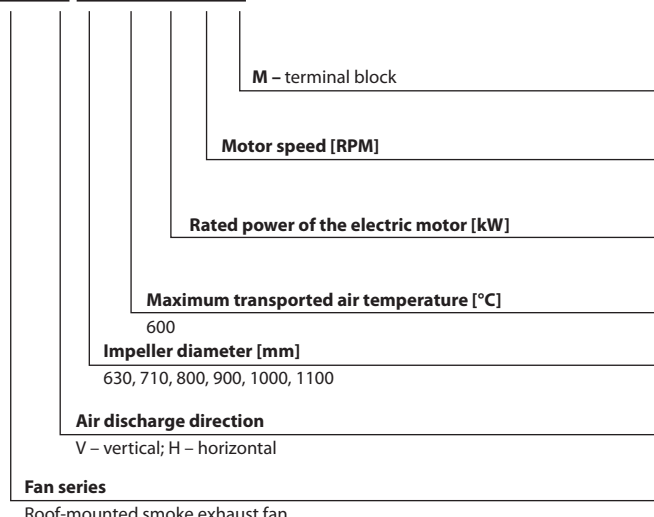 M – terminal block
Motor speed [RPM]
Rated power of the electric motor [kW]
Maximum transported air temperature [°C]
600
Impeller diameter [mm]
630, 710, 800, 900, 1000, 1100
Air discharge direction
V – vertical; H – horizontal
Fan series
Roof-mounted smoke exhaust fan